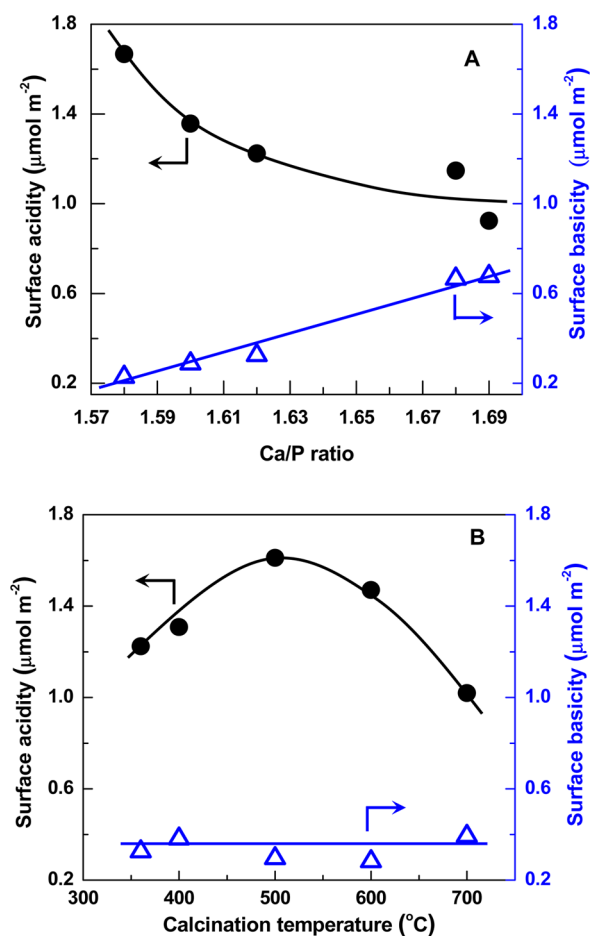 A
Surface acidity (μmol m⁻²)
1.8
1.4
1.0
0.6
0.2
1.8
1.4
1.0
0.6
0.2
Surface basicity (μmol m⁻²)
1.57 1.59 1.61 1.63 1.65 1.67 1.69
Ca/P ratio
B
Surface acidity (μmol m⁻²)
1.8
1.4
1.0
0.6
0.2
1.8
1.4
1.0
0.6
0.2
Surface basicity (μmol m⁻²)
300 400 500 600 700
Calcination temperature (°C)